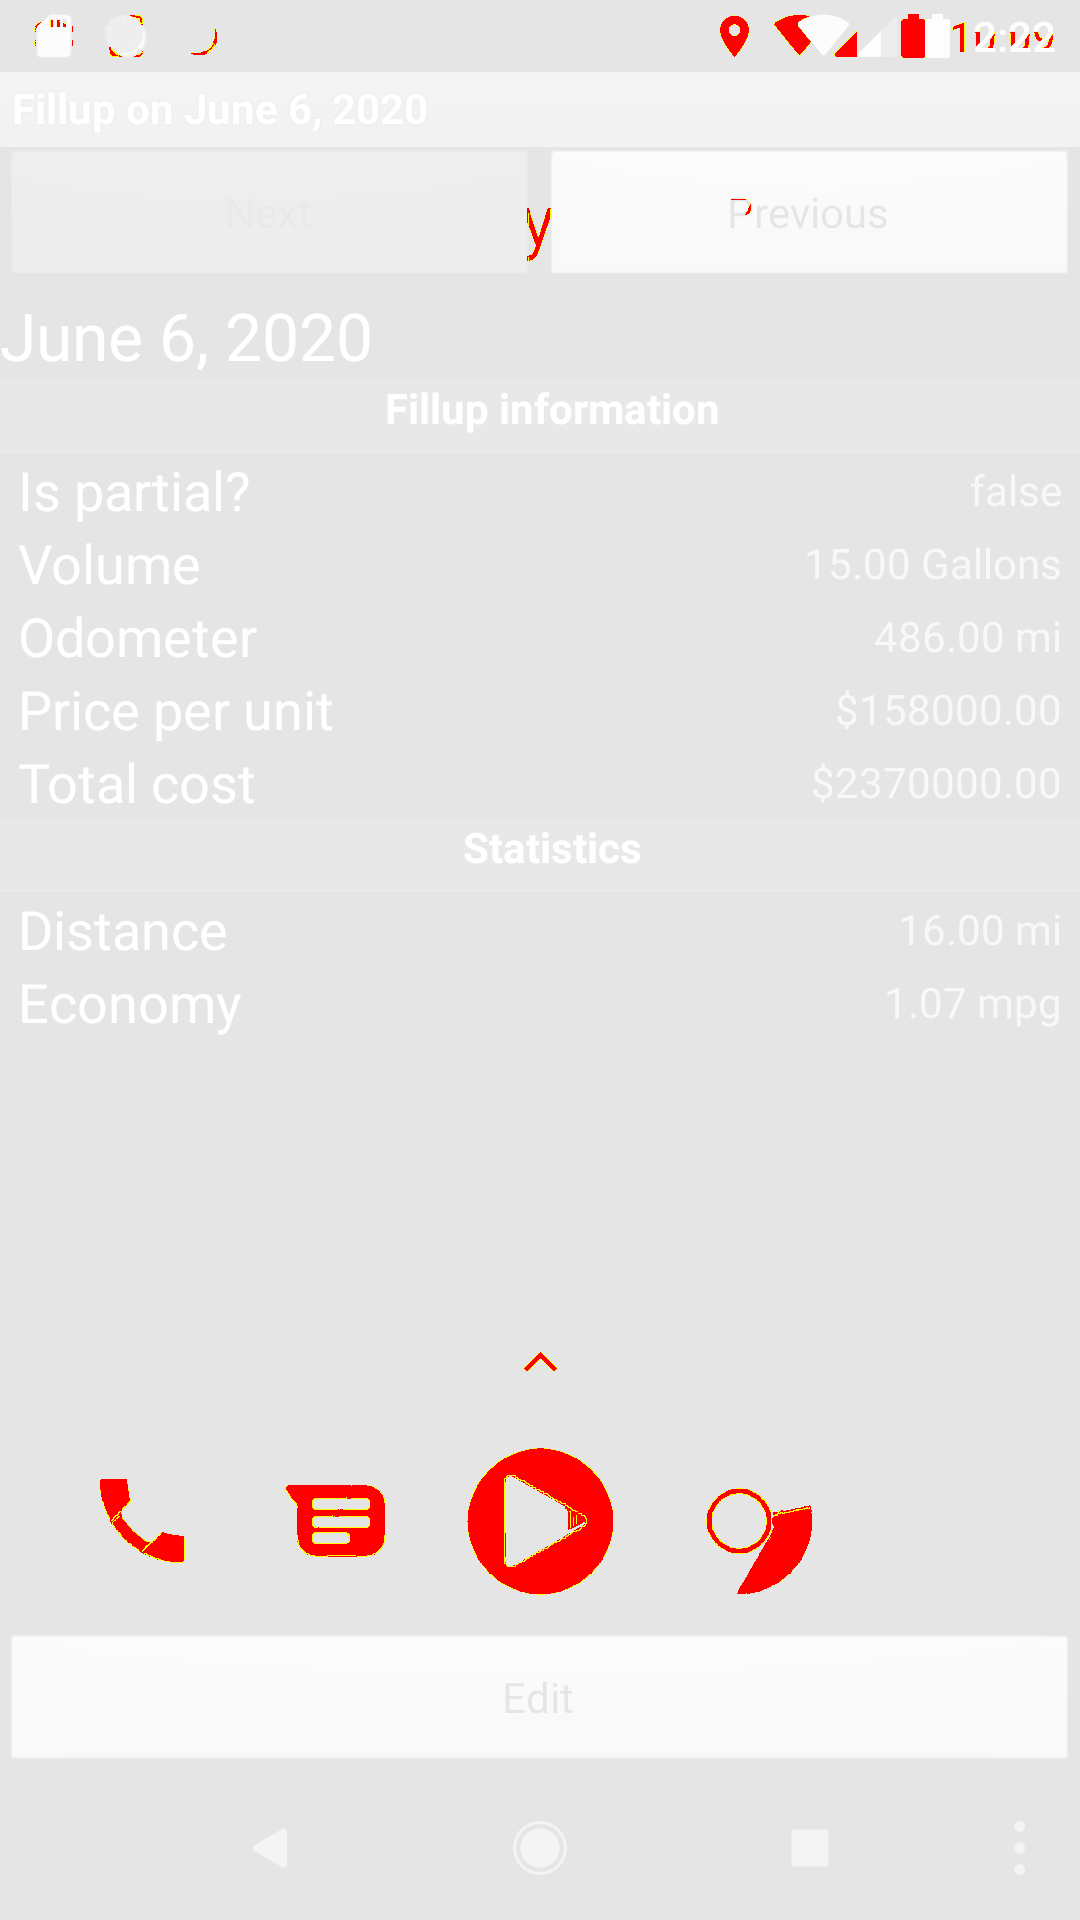 2:22
Fillup on June 6, 2020
Next
Previous
June 6, 2020
Fillup information
Is partial? false
Volume 15.00 Gallons
Odometer 486.00 mi
Price per unit $158000.00
Total cost $2370000.00
Statistics
Distance 16.00 mi
Economy 1.07 mpg
Edit